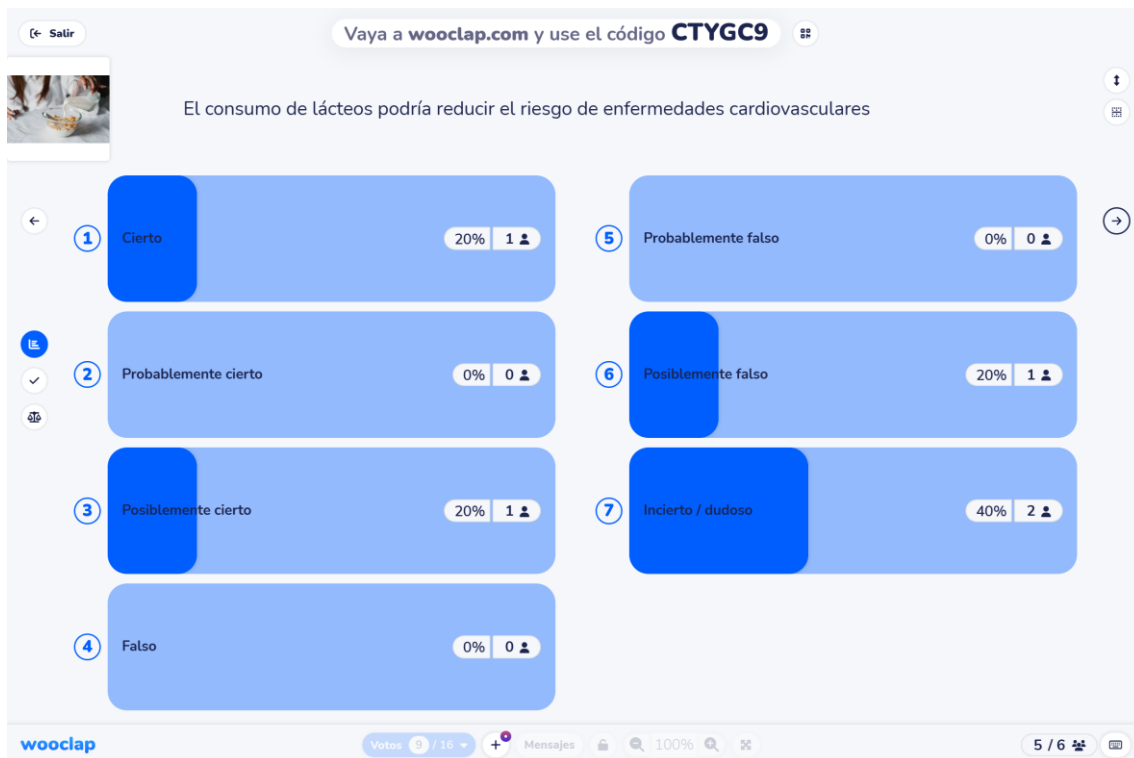 Salir
Vaya a wooclap.com y use el código CTYGC9
El consumo de lácteos podría reducir el riesgo de enfermedades cardiovasculares
1 Cierto 20% 1
2 Probablemente cierto 0% 0
3 Posiblemente cierto 20% 1
4 Falso 0% 0
5 Probablemente falso 0% 0
6 Posiblemente falso 20% 1
7 Incierto / dudoso 40% 2
wooclap
Votos 9 / 16
+
Mensajes
100%
5 / 6